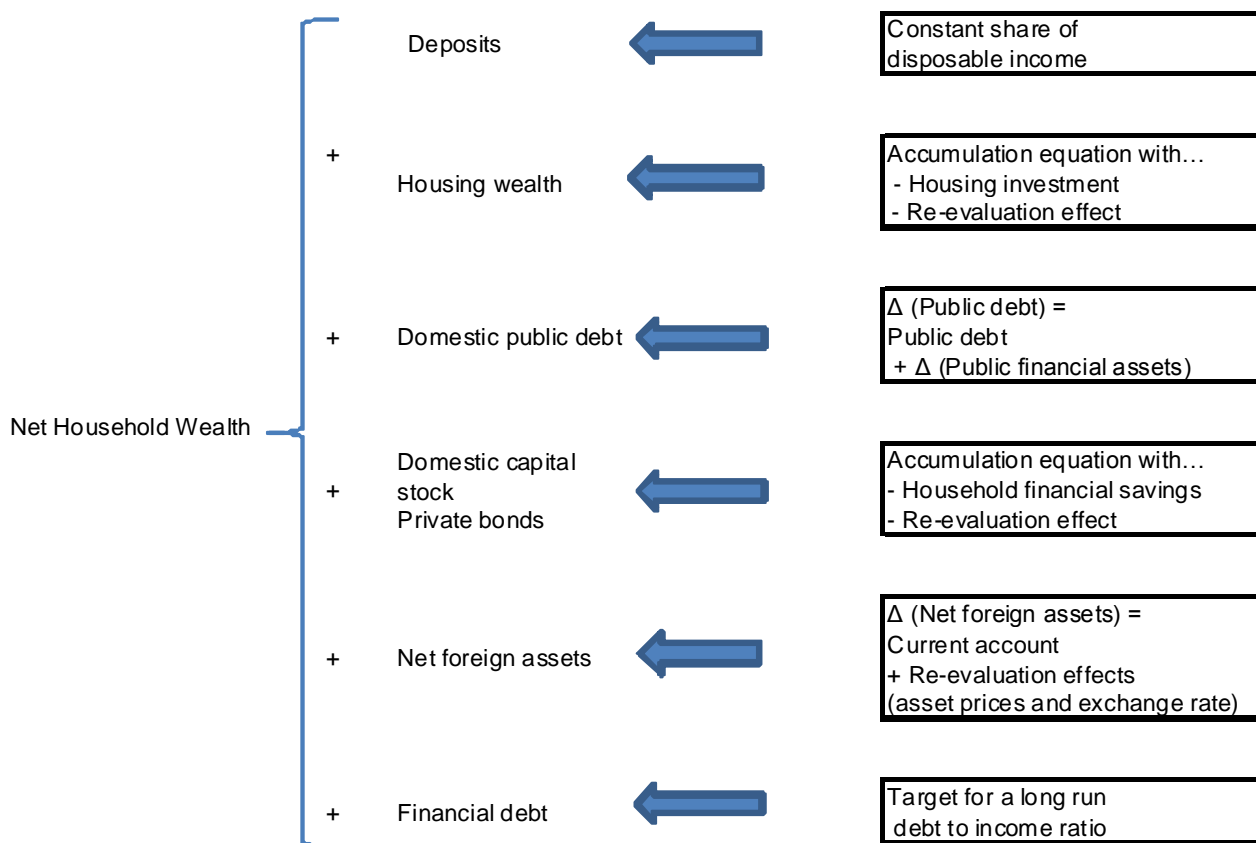 Deposits
Constant share of
disposable income
+
Housing wealth
Accumulation equation with…
- Housing investment
- Re-evaluation effect
+
Domestic public debt
Δ (Public debt) =
Public debt
+ Δ (Public financial assets)
Net Household Wealth
+
Domestic capital
stock
Private bonds
Accumulation equation with…
- Household financial savings
- Re-evaluation effect
+
Net foreign assets
Δ (Net foreign assets) =
Current account
+ Re-evaluation effects
(asset prices and exchange rate)
+
Financial debt
Target for a long run
debt to income ratio